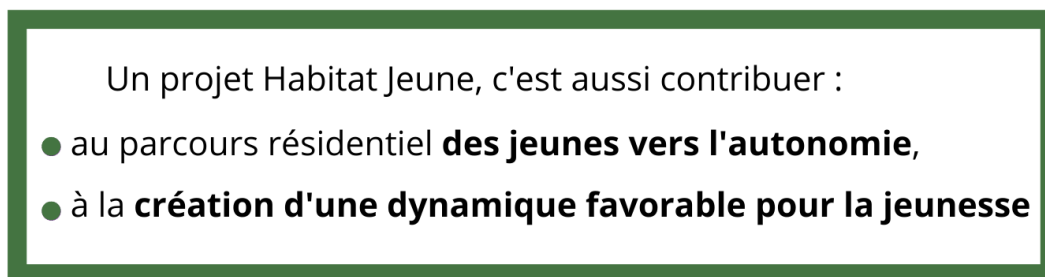 Un projet Habitat Jeune, c'est aussi contribuer :
au parcours résidentiel des jeunes vers l'autonomie,
à la création d'une dynamique favorable pour la jeunesse